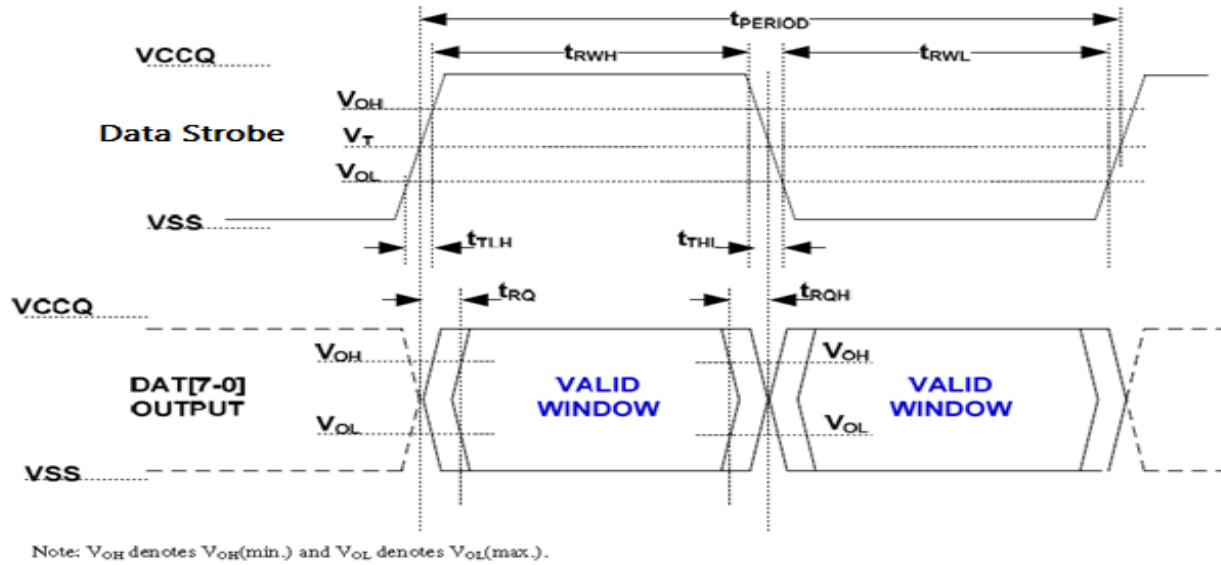 tPERIOD
VCCQ
tRWH
tRWL
VOH
Data Strobe
VT
VOL
VSS
tTLH
tTHL
VCCQ
tRQ
tRQH
VOH
VOH
DAT[7-0]
OUTPUT
VALID
WINDOW
VALID
WINDOW
VOL
VOL
VSS
Note: VOH denotes VOH(min.) and VOL denotes VOL(max.).